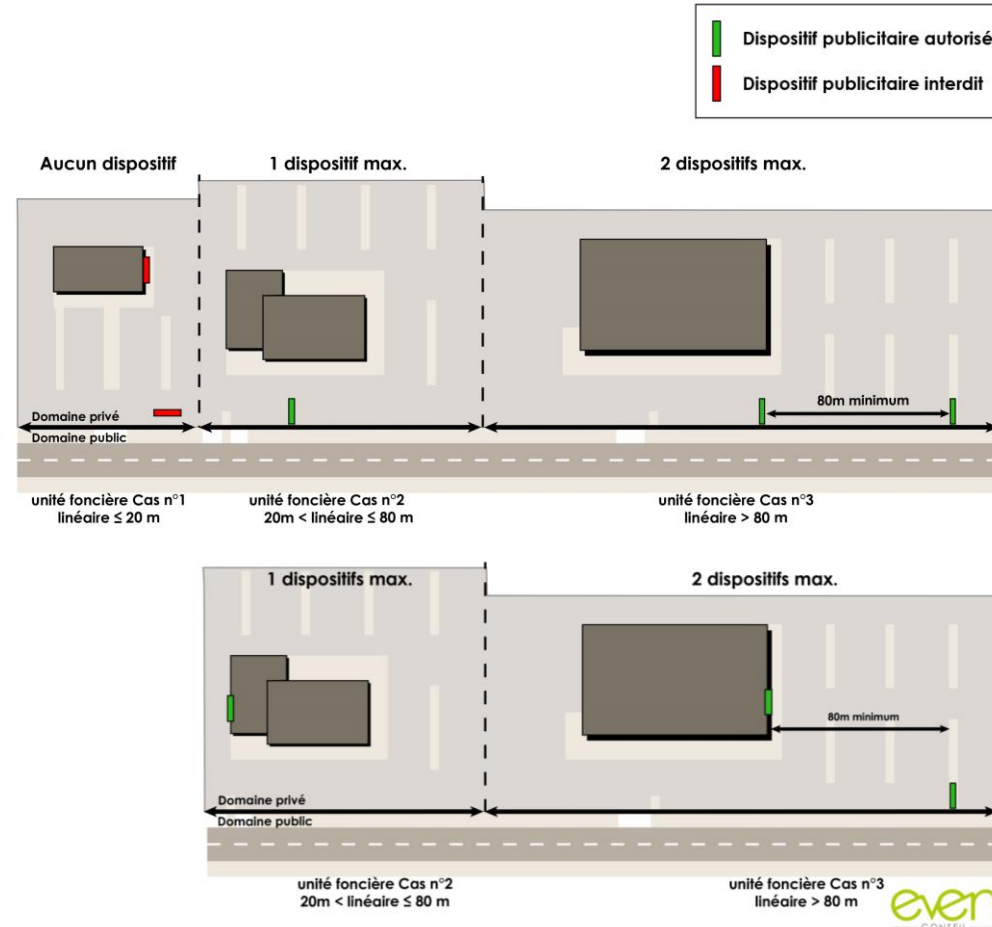 Dispositif publicitaire autorisé
Dispositif publicitaire interdit
Aucun dispositif
1 dispositif max.
2 dispositifs max.
Domaine privé
Domaine public
80m minimum
unité foncière Cas n°1
linéaire ≤ 20 m
unité foncière Cas n°2
20m < linéaire ≤ 80 m
unité foncière Cas n°3
linéaire > 80 m
1 dispositifs max.
2 dispositifs max.
80m minimum
Domaine privé
Domaine public
unité foncière Cas n°2
20m < linéaire ≤ 80 m
unité foncière Cas n°3
linéaire > 80 m
even
CONSEIL